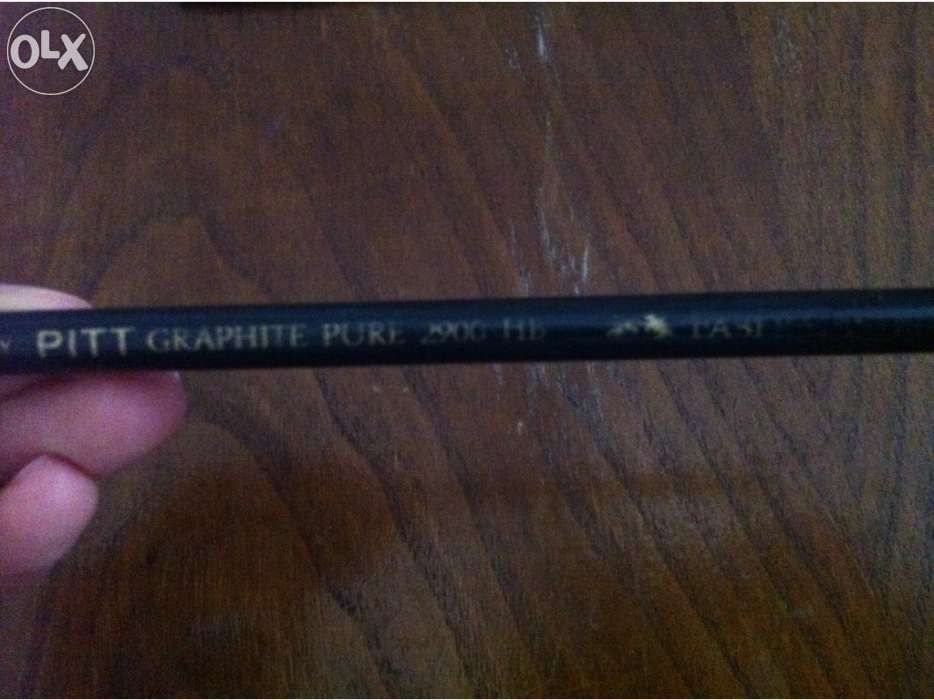 OLX
PITT GRAPHITE PURE 2900 HB